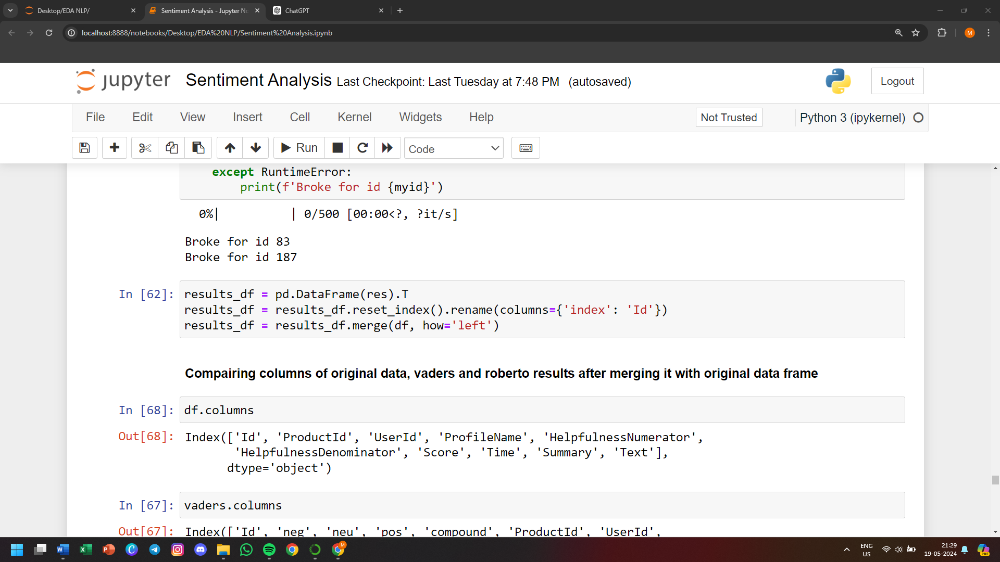 Desktop/EDA NLP/
Sentiment Analysis - Jupyter No
ChatGPT
localhost:8888/notebooks/Desktop/EDA%20NLP/Sentiment%20Analysis.ipynb
M
jupyter
Sentiment Analysis Last Checkpoint: Last Tuesday at 7:48 PM (autosaved)
Logout
File Edit View Insert Cell Kernel Widgets Help
Not Trusted
Python 3 (ipykernel)
Run
Code
except RuntimeError:
print(f'Broke for id {myid}')
0%| | 0/500 [00:00<?, ?it/s]
Broke for id 83
Broke for id 187
In [62]:
results_df = pd.DataFrame(res).T
results_df = results_df.reset_index().rename(columns={'index': 'Id'})
results_df = results_df.merge(df, how='left')
Compairing columns of original data, vaders and roberto results after merging it with original data frame
In [68]:
df.columns
Out[68]:
Index(['Id', 'ProductId', 'UserId', 'ProfileName', 'HelpfulnessNumerator',
'HelpfulnessDenominator', 'Score', 'Time', 'Summary', 'Text'],
dtype='object')
In [67]:
vaders.columns
Out[67]:
Index(['Id', 'neg', 'neu', 'pos', 'compound', 'ProductId', 'UserId',
M
ENG
US
21:29
19-05-2024
PRE